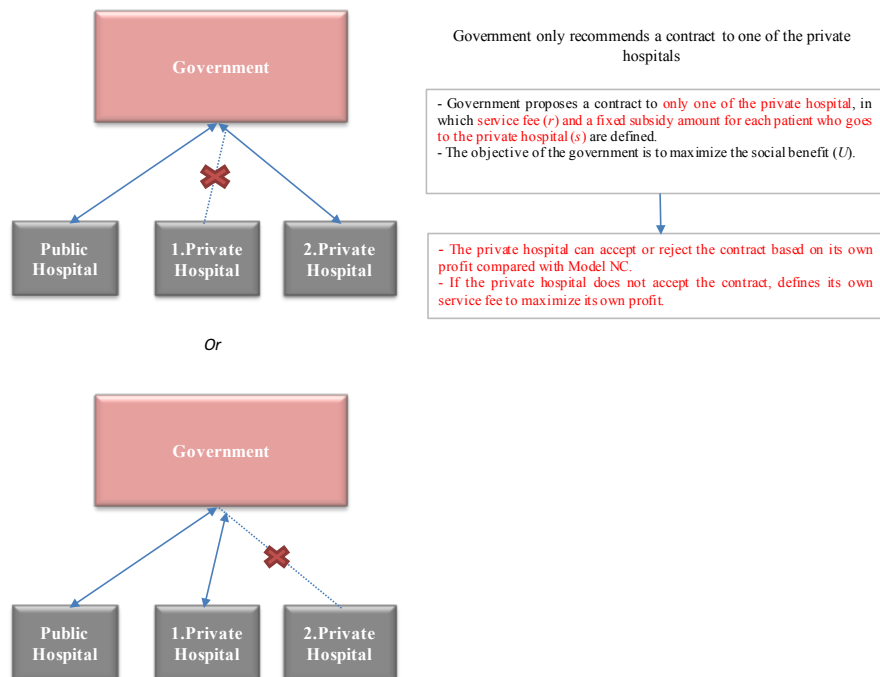 Government
Public
Hospital
1.Private
Hospital
2.Private
Hospital
Government only recommends a contract to one of the private
hospitals
- Government proposes a contract to only one of the private hospital, in
which service fee (r) and a fixed subsidy amount for each patient who goes
to the private hospital (s) are defined.
- The objective of the government is to maximize the social benefit (U).
- The private hospital can accept or reject the contract based on its own
profit compared with Model NC.
- If the private hospital does not accept the contract, defines its own
service fee to maximize its own profit.
Or
Government
Public
Hospital
1.Private
Hospital
2.Private
Hospital